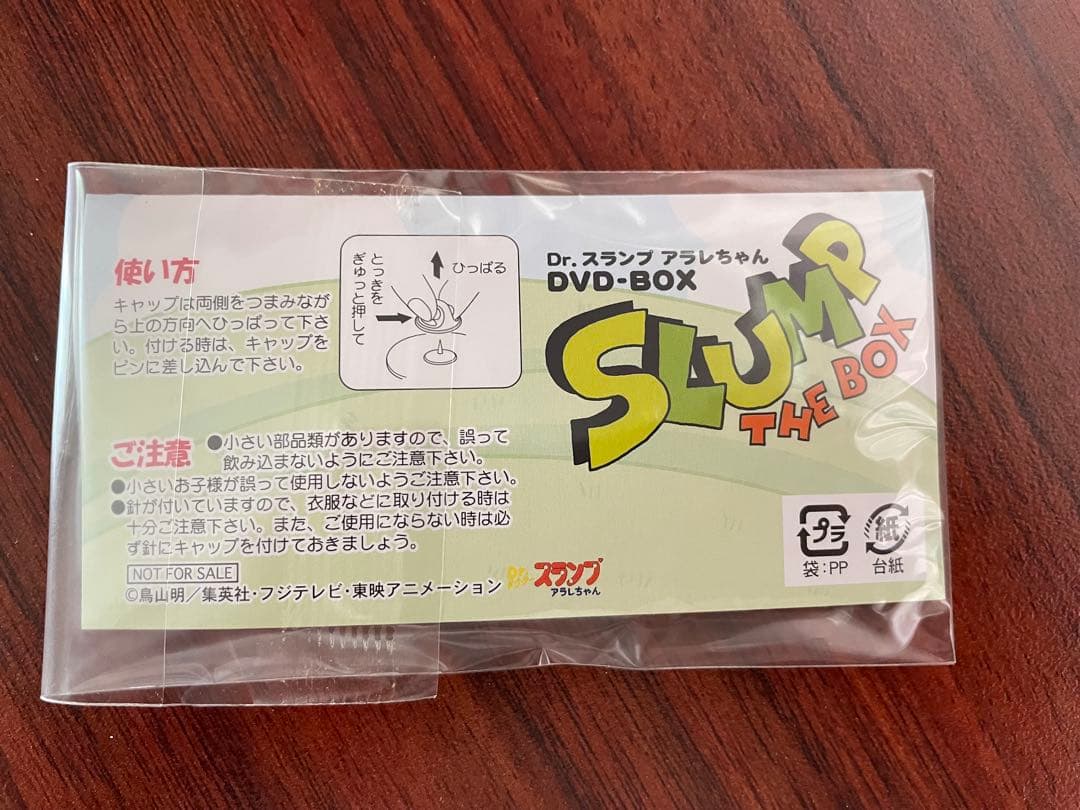 使い方
キャップは両側をつまみなが
ら上の方向へひっぱって下さ
い。付ける時は、キャップを
ピンに差し込んで下さい。
とっきを
ぎゅっと押して
ひっぱる
Dr. スランプ アラレちゃん
DVD-BOX
SLUMP
THE BOX
ご注意
●小さい部品類がありますので、誤って
飲み込まないようにご注意下さい。
●小さいお子様が誤って使用しないようご注意下さい。
●針が付いていますので、衣服などに取り付ける時は
十分ご注意下さい。また、ご使用にならない時は必
ず針にキャップを付けておきましょう。
NOT FOR SALE
©鳥山明／集英社・フジテレビ・東映アニメーション
Dr.スランプ
アラレちゃん
プラ
袋:PP
紙
台紙